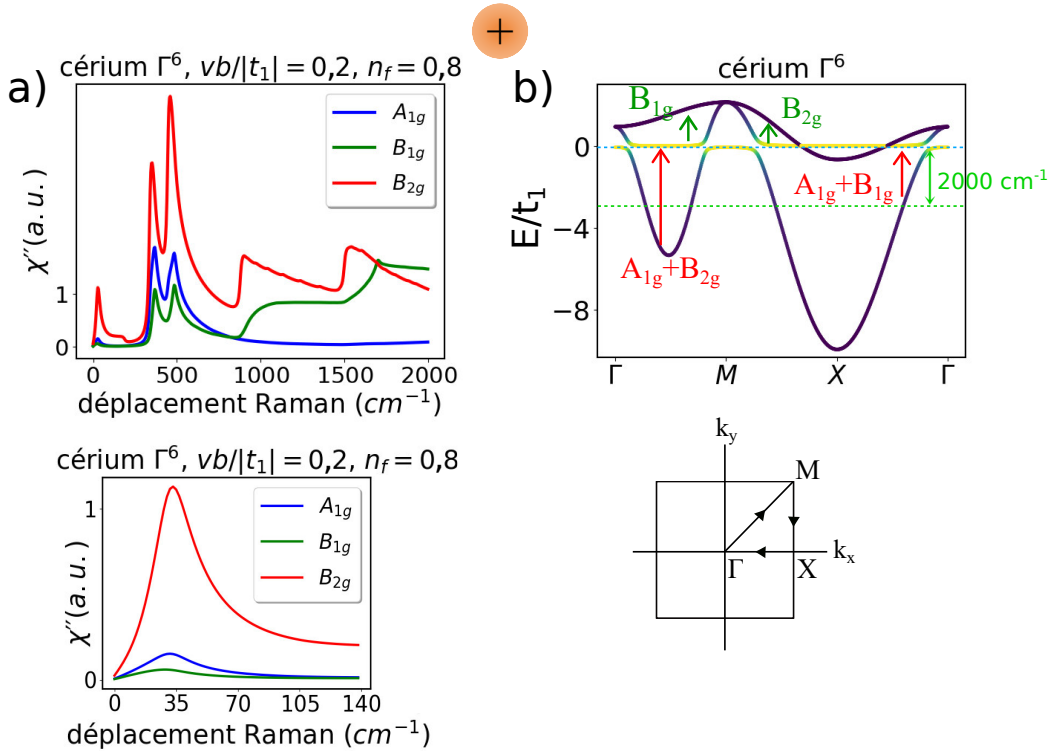 +
a)
cérium Γ⁶, vb/|t₁| = 0,2, n_f = 0,8
χ″(a.u.)
A₁g
B₁g
B₂g
1
0
0 500 1000 1500 2000
déplacement Raman (cm⁻¹)
b)
cérium Γ⁶
E/t₁
0
−4
−8
B₁g
B₂g
A₁g+B₂g
A₁g+B₁g
2000 cm⁻¹
Γ M X Γ
cérium Γ⁶, vb/|t₁| = 0,2, n_f = 0,8
χ″(a.u.)
A₁g
B₁g
B₂g
1
0
0 35 70 105 140
déplacement Raman (cm⁻¹)
k_y
M
Γ
X
k_x